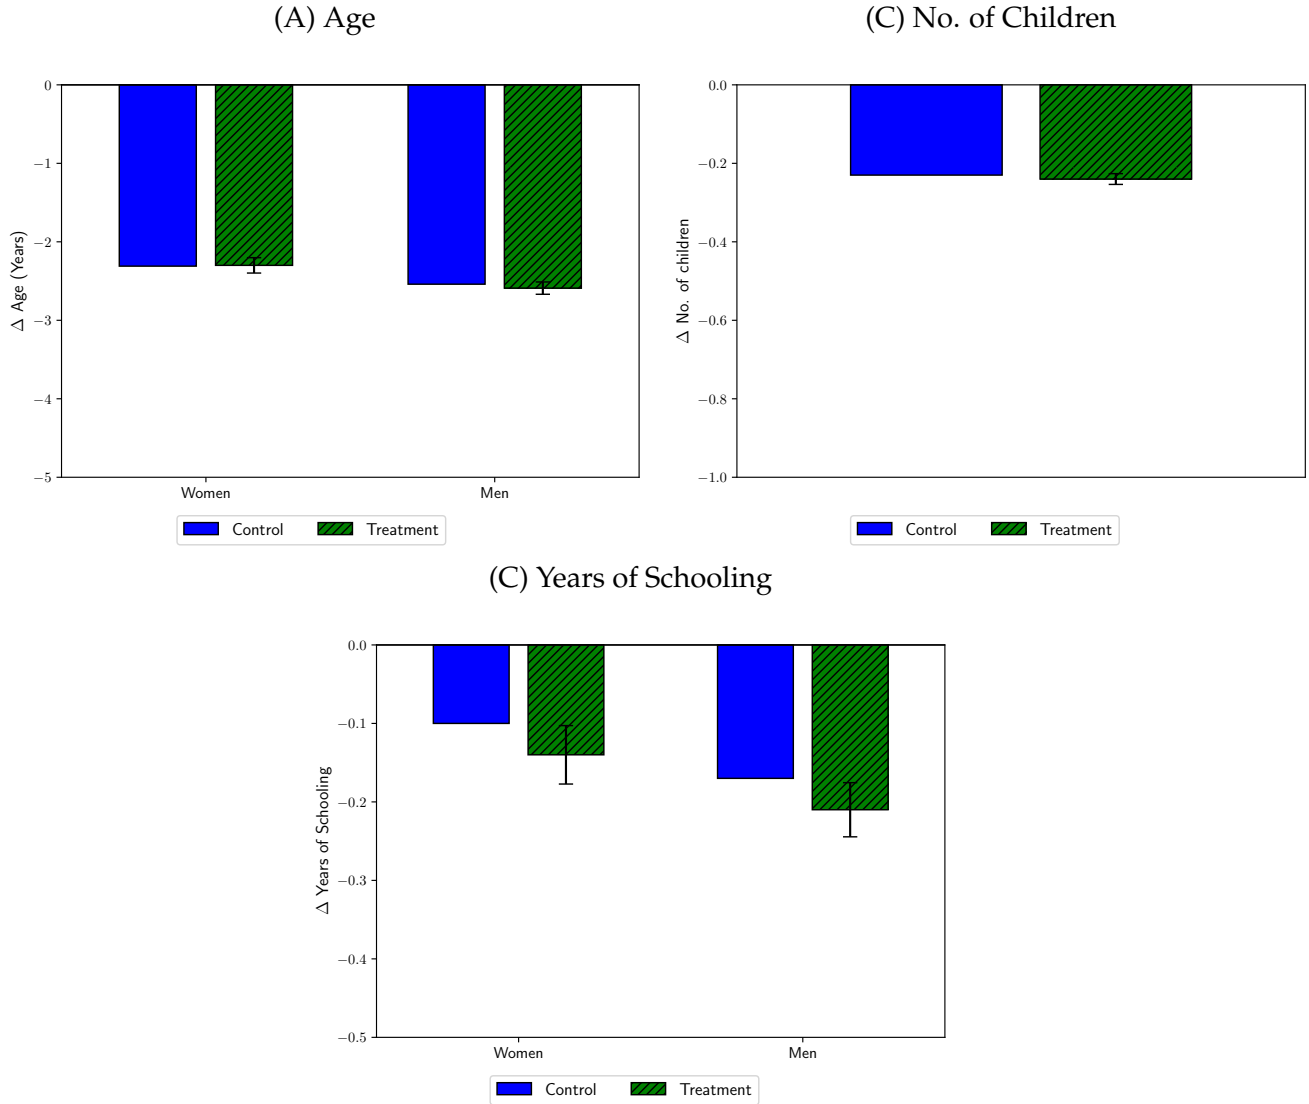 (A) Age
0
−1
−2
−3
−4
−5
Δ Age (Years)
Women Men
Control Treatment
(C) No. of Children
0.0
−0.2
−0.4
−0.6
−0.8
−1.0
Δ No. of children
Control Treatment
(C) Years of Schooling
0.0
−0.1
−0.2
−0.3
−0.4
−0.5
Δ Years of Schooling
Women Men
Control Treatment